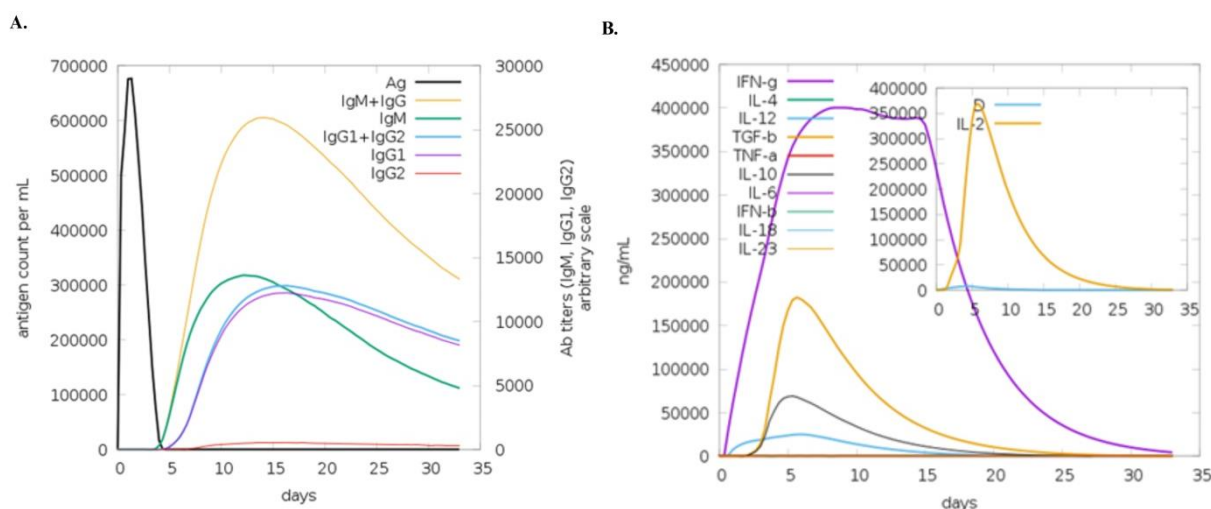 A.
B.
700000
600000
500000
400000
300000
200000
100000
0
antigen count per mL
Ag
IgM+IgG
IgM
IgG1+IgG2
IgG1
IgG2
30000
25000
20000
15000
10000
5000
0
Ab titers (IgM, IgG1, IgG2)
arbitrary scale
0 5 10 15 20 25 30 35
days
450000
400000
350000
300000
250000
200000
150000
100000
50000
0
ng/mL
IFN-g
IL-4
IL-12
TGF-b
TNF-a
IL-10
IL-6
IFN-b
IL-18
IL-23
400000
350000
300000
250000
200000
150000
100000
50000
0
D
IL-2
0 5 10 15 20 25 30 35
0 5 10 15 20 25 30 35
days